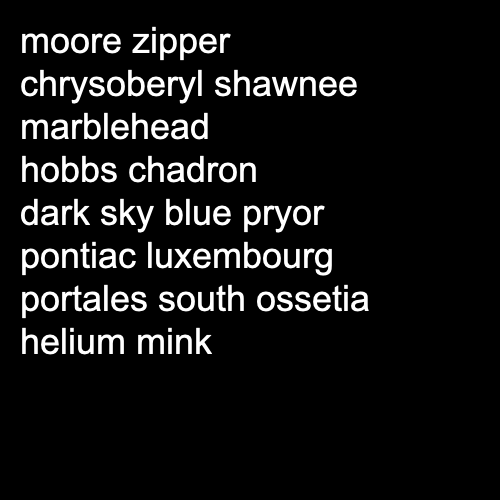 moore zipper
chrysoberyl shawnee
marblehead
hobbs chadron
dark sky blue pryor
pontiac luxembourg
portales south ossetia
helium mink